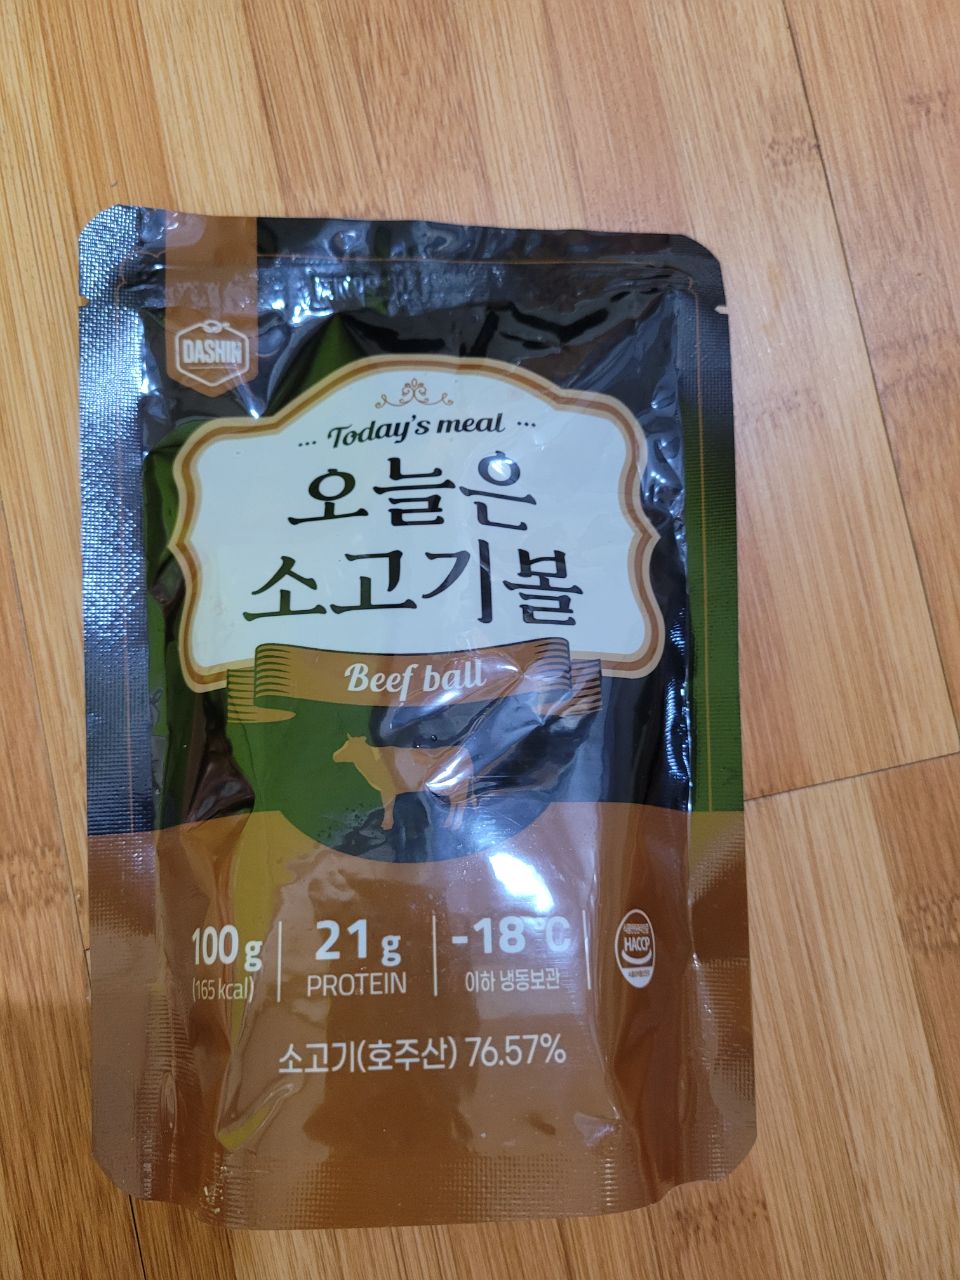 DASHIN
... Today's meal ...
오늘은
소고기볼
Beef ball
100g
(165 kcal)
21g
PROTEIN
-18℃
이하 냉동보관
HACCP
소고기(호주산) 76.57%